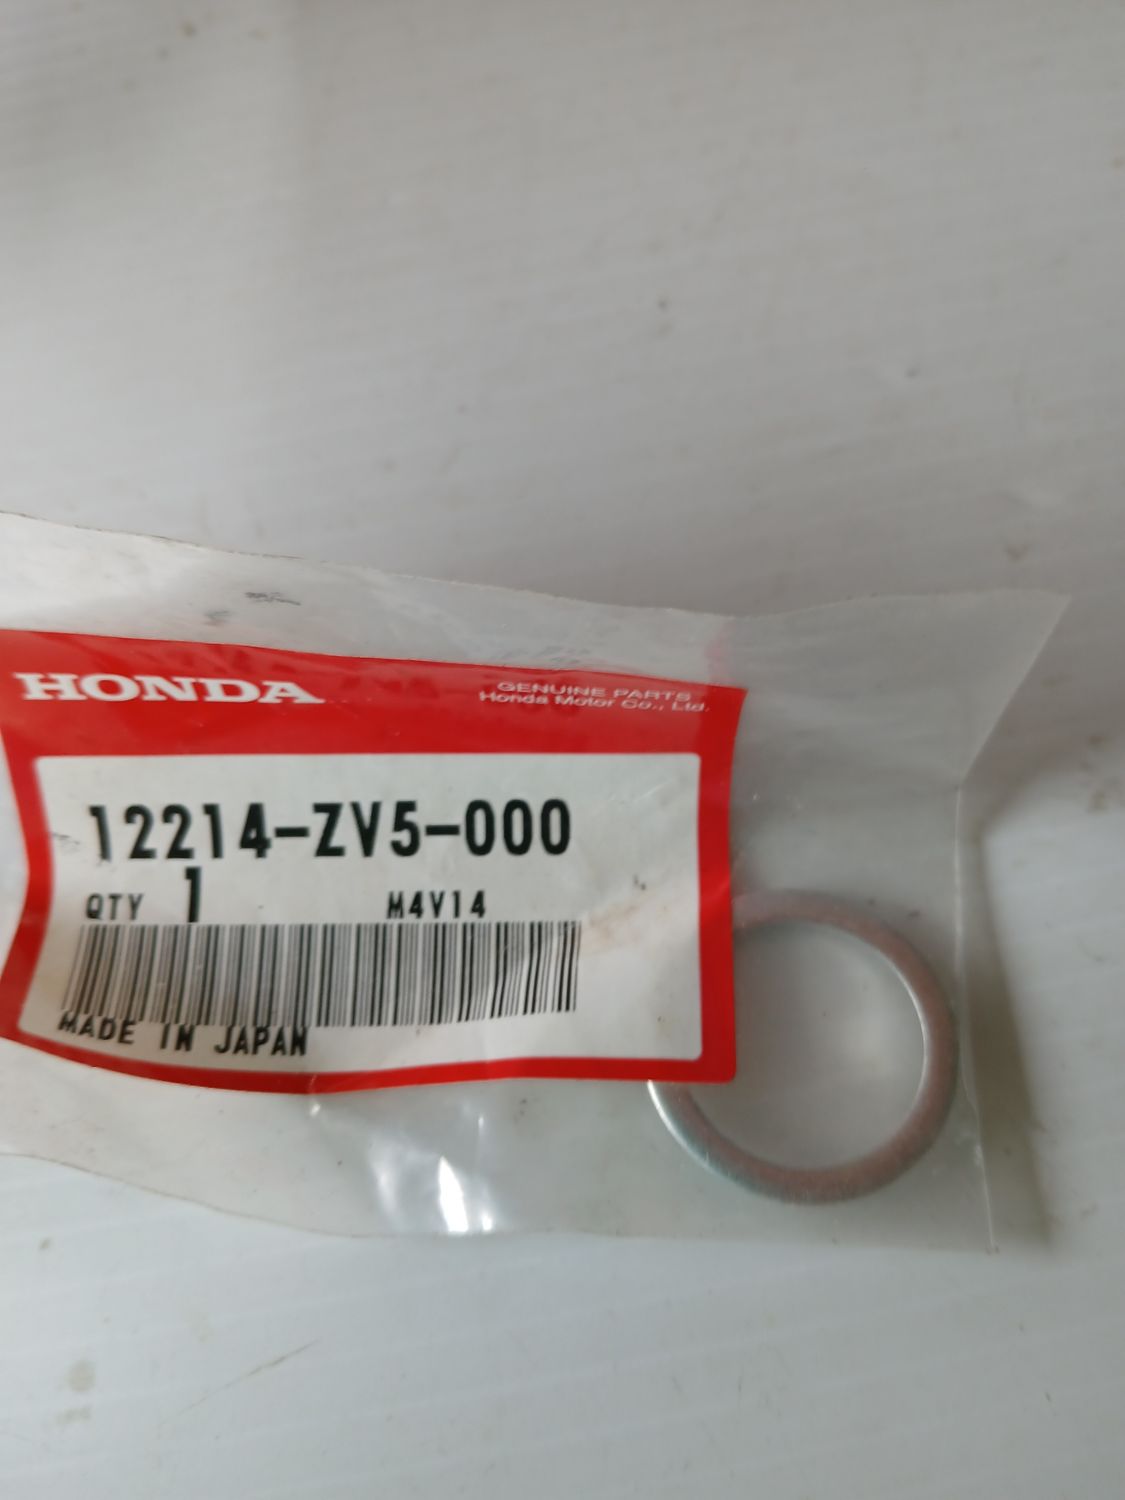 HONDA
GENUINE PARTS
Honda Motor Co., Ltd.
12214-ZV5-000
QTY 1 M4V14
MADE IN JAPAN